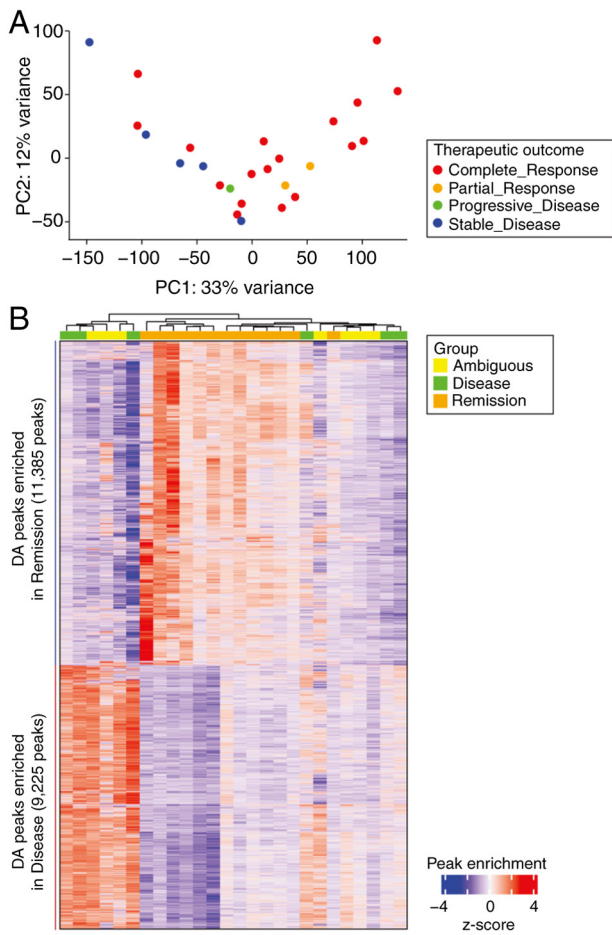 A
PC2: 12% variance
100
50
0
−50
−150
−100
−50
0
50
100
PC1: 33% variance
Therapeutic outcome
Complete_Response
Partial_Response
Progressive_Disease
Stable_Disease
B
Group
Ambiguous
Disease
Remission
DA peaks enriched
in Remission (11,385 peaks)
DA peaks enriched
in Disease (9,225 peaks)
Peak enrichment
−4
0
4
z-score